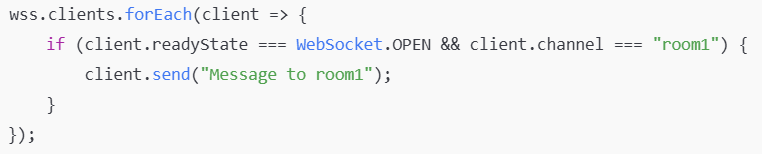 wss.clients.forEach(client => {
    if (client.readyState === WebSocket.OPEN && client.channel === "room1") {
        client.send("Message to room1");
    }
});